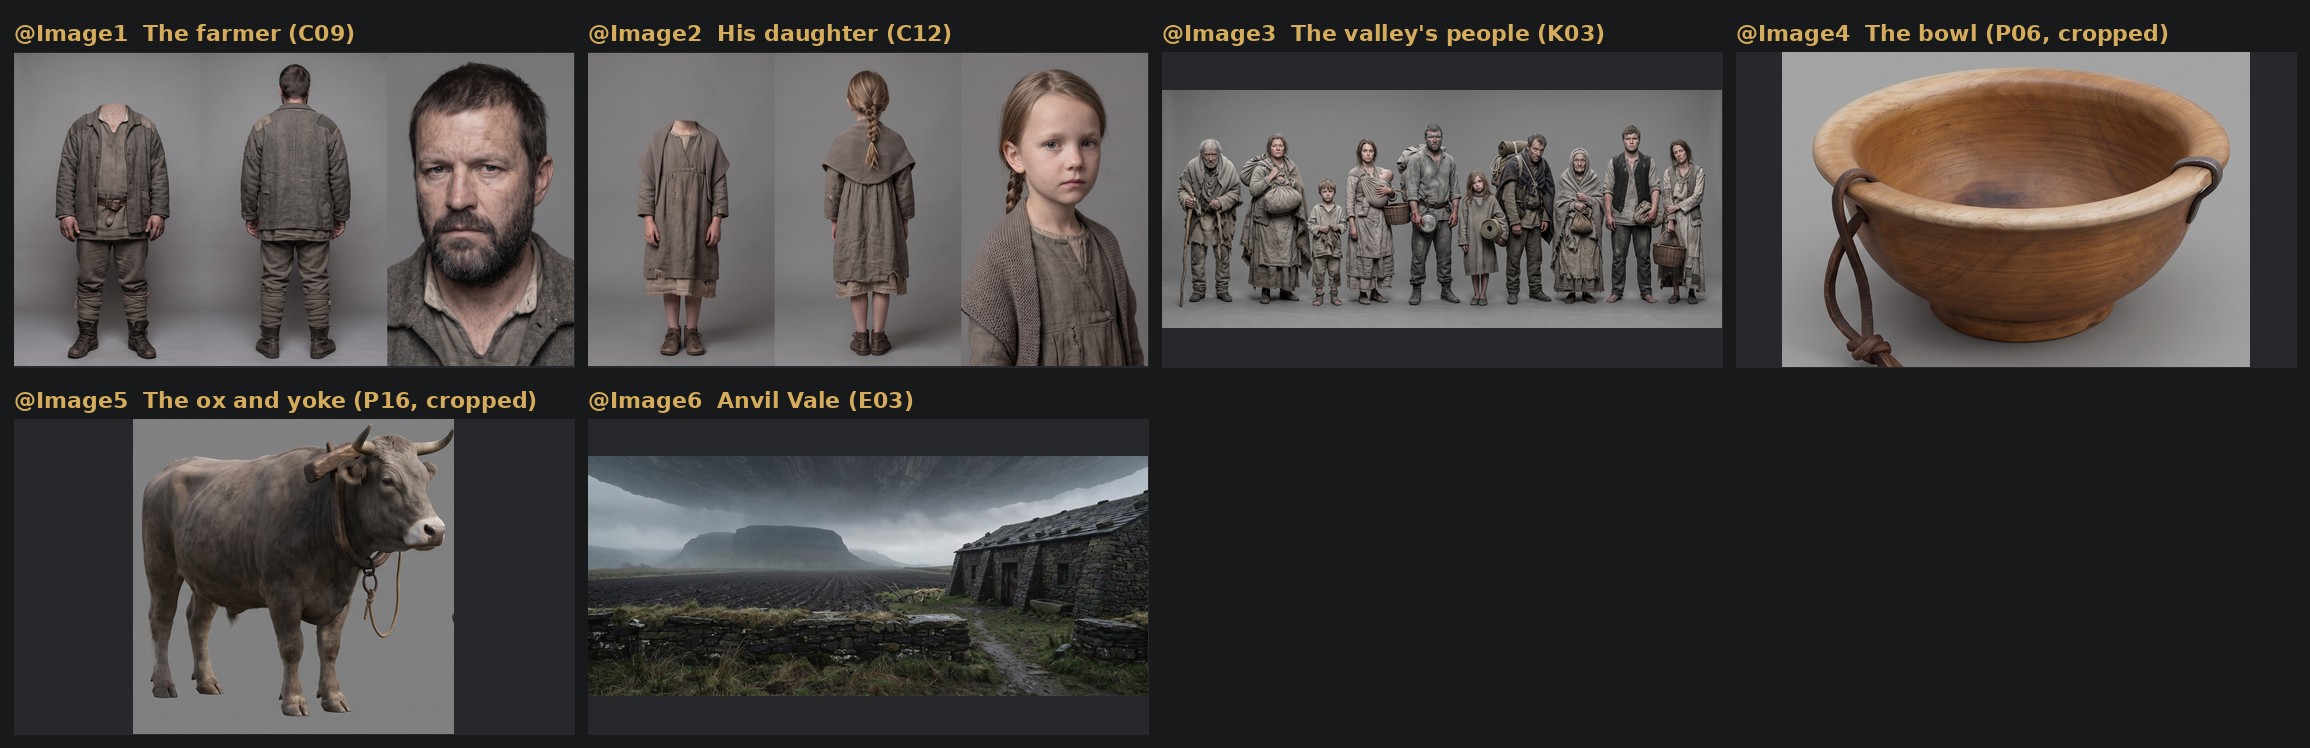 @Image1 The farmer (C09)
@Image2 His daughter (C12)
@Image3 The valley's people (K03)
@Image4 The bowl (P06, cropped)
@Image5 The ox and yoke (P16, cropped)
@Image6 Anvil Vale (E03)